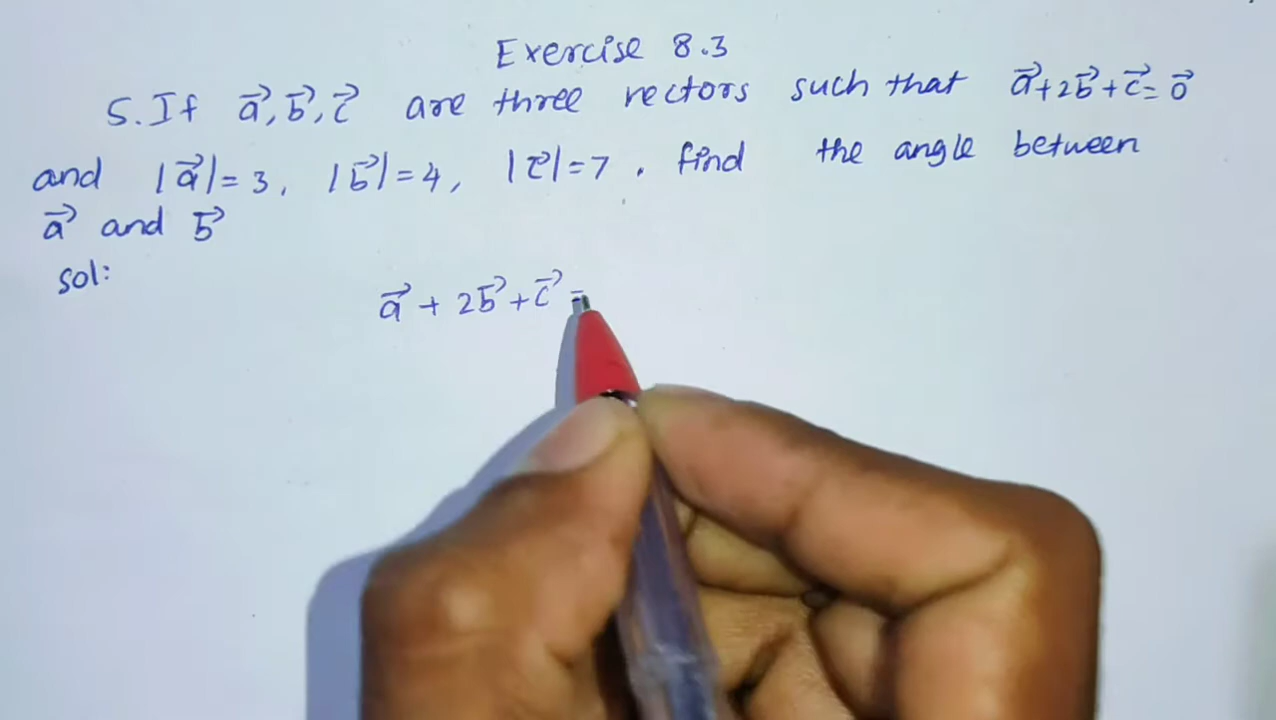 Exercise 8.3
5. If a⃗, b⃗, c⃗ are three vectors such that a⃗+2b⃗+c⃗=0⃗
and |a⃗|=3, |b⃗|=4, |c⃗|=7. find the angle between
a⃗ and b⃗
sol:
a⃗ + 2b⃗ + c⃗ =